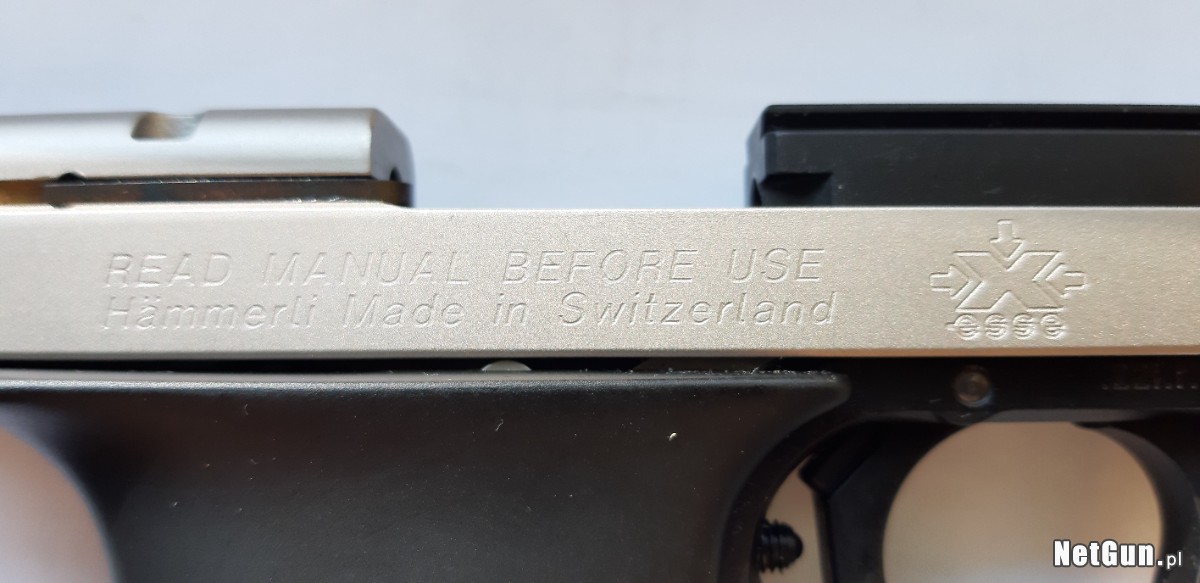 READ MANUAL BEFORE USE
Hämmerli Made in Switzerland
X
esse
NetGun.pl